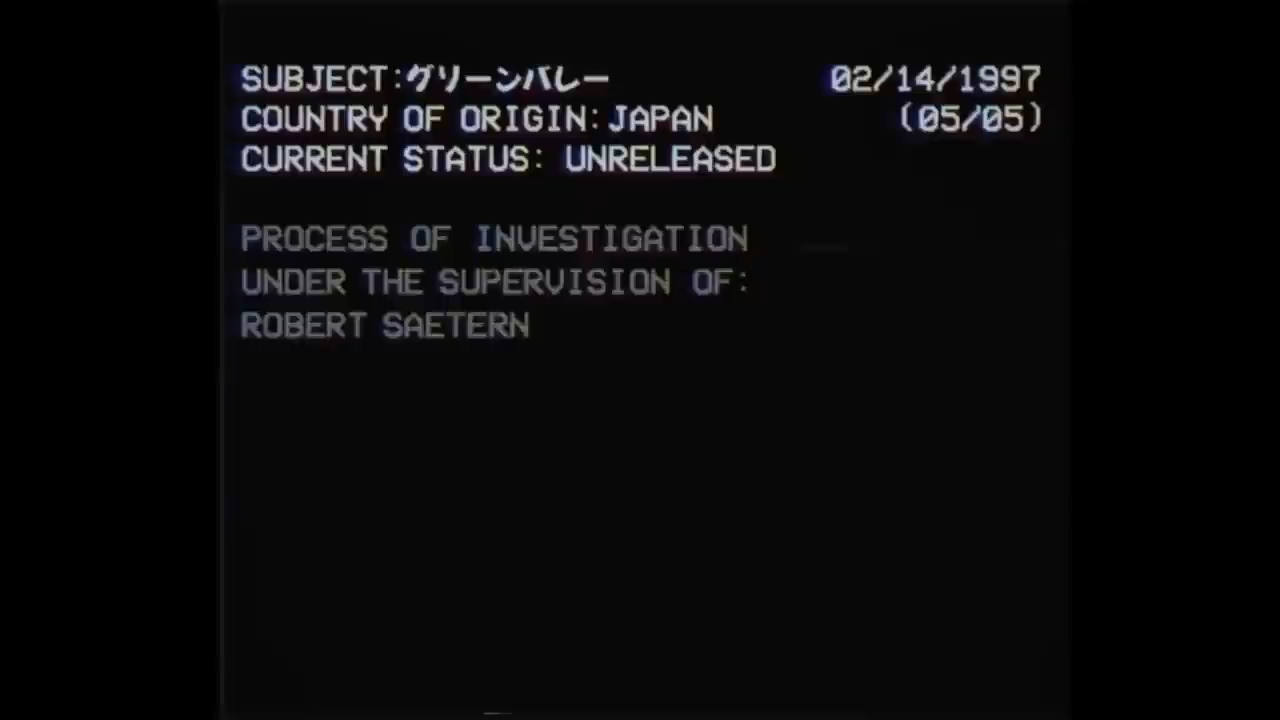 SUBJECT:グリーンバレー 02/14/1997
COUNTRY OF ORIGIN:JAPAN (05/05)
CURRENT STATUS: UNRELEASED
PROCESS OF INVESTIGATION
UNDER THE SUPERVISION OF:
ROBERT SAETERN